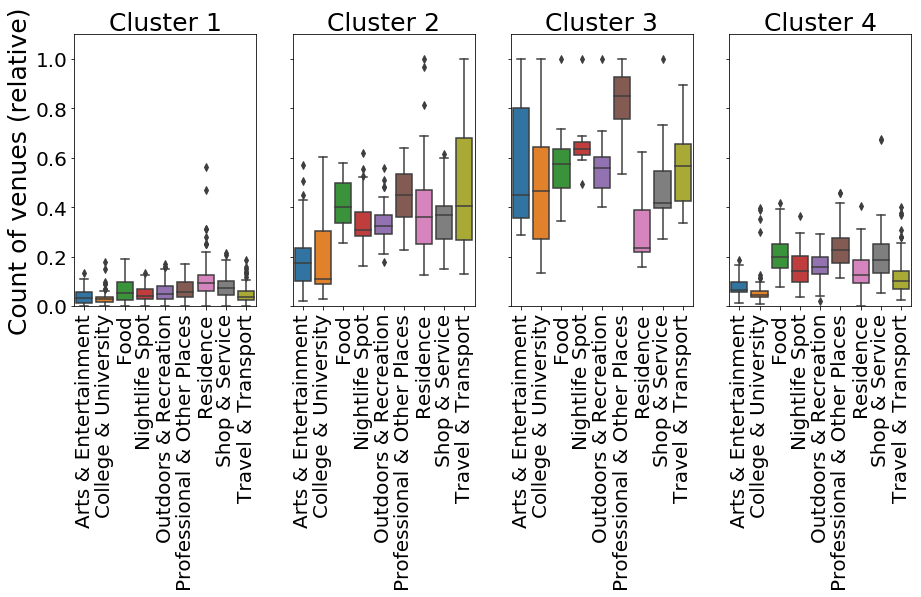 Cluster 1
Cluster 2
Cluster 3
Cluster 4
Count of venues (relative)
1.0
0.8
0.6
0.4
0.2
0.0
Arts & Entertainment
College & University
Food
Nightlife Spot
Outdoors & Recreation
Professional & Other Places
Residence
Shop & Service
Travel & Transport
Arts & Entertainment
College & University
Food
Nightlife Spot
Outdoors & Recreation
Professional & Other Places
Residence
Shop & Service
Travel & Transport
Arts & Entertainment
College & University
Food
Nightlife Spot
Outdoors & Recreation
Professional & Other Places
Residence
Shop & Service
Travel & Transport
Arts & Entertainment
College & University
Food
Nightlife Spot
Outdoors & Recreation
Professional & Other Places
Residence
Shop & Service
Travel & Transport